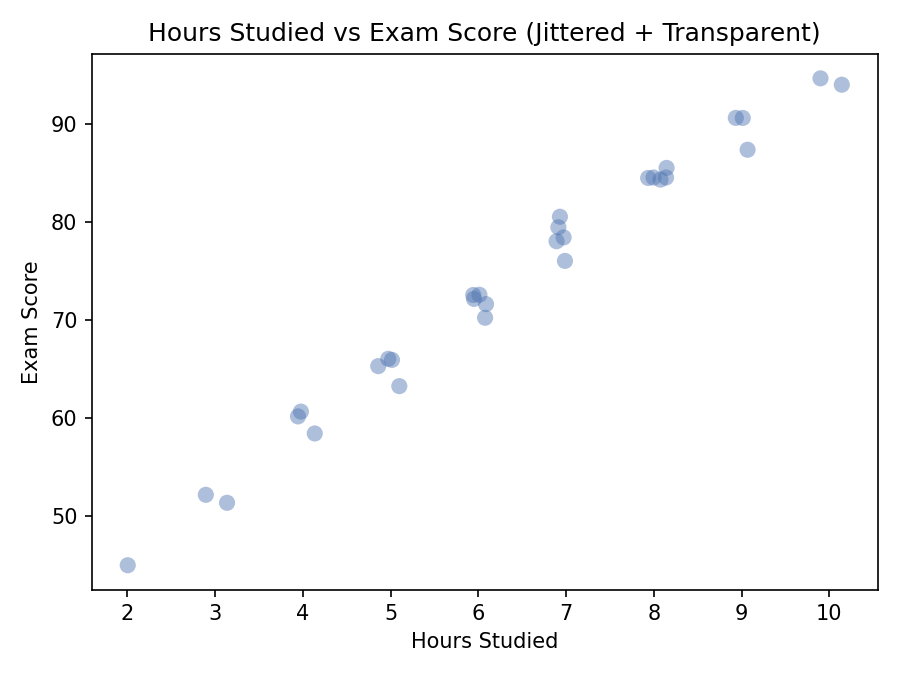 Hours Studied vs Exam Score (Jittered + Transparent)
Exam Score
90
80
70
60
50
2 3 4 5 6 7 8 9 10
Hours Studied